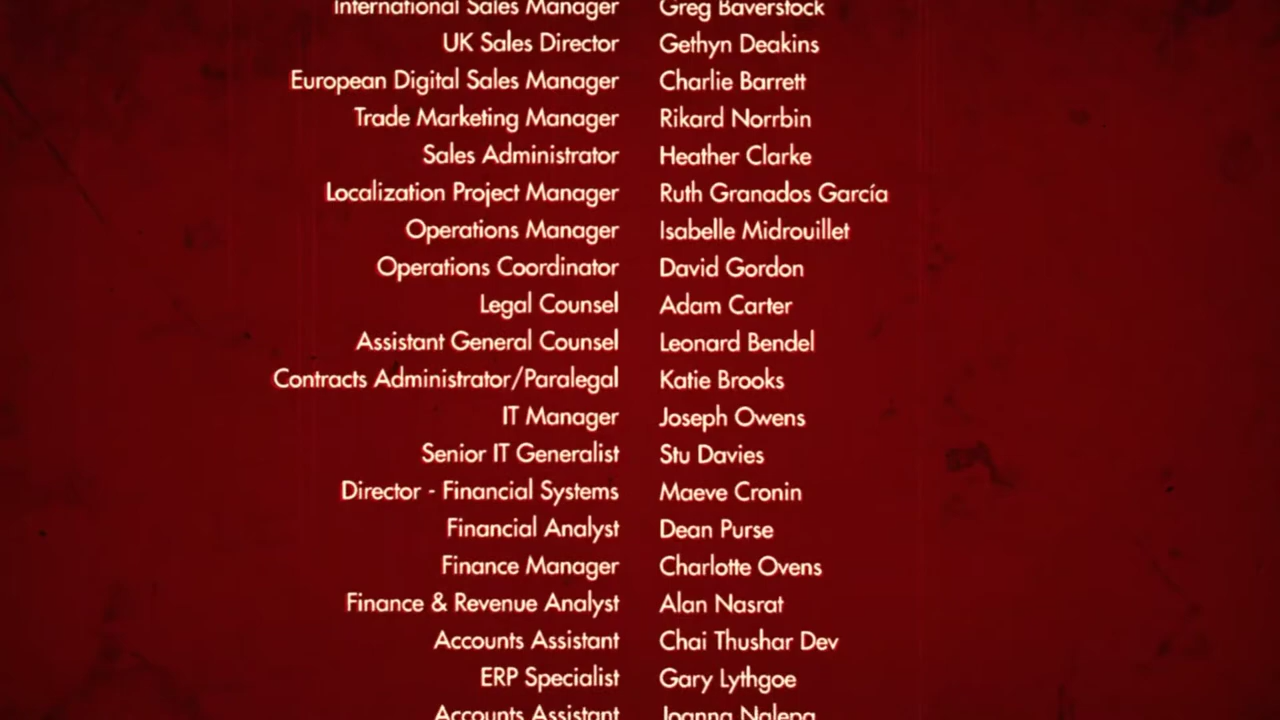 International Sales Manager Greg Baverstock
UK Sales Director Gethyn Deakins
European Digital Sales Manager Charlie Barrett
Trade Marketing Manager Rikard Norrbin
Sales Administrator Heather Clarke
Localization Project Manager Ruth Granados García
Operations Manager Isabelle Midrouillet
Operations Coordinator David Gordon
Legal Counsel Adam Carter
Assistant General Counsel Leonard Bendel
Contracts Administrator/Paralegal Katie Brooks
IT Manager Joseph Owens
Senior IT Generalist Stu Davies
Director - Financial Systems Maeve Cronin
Financial Analyst Dean Purse
Finance Manager Charlotte Ovens
Finance & Revenue Analyst Alan Nasrat
Accounts Assistant Chai Thushar Dev
ERP Specialist Gary Lythgoe
Accounts Assistant Joanna Nalepa